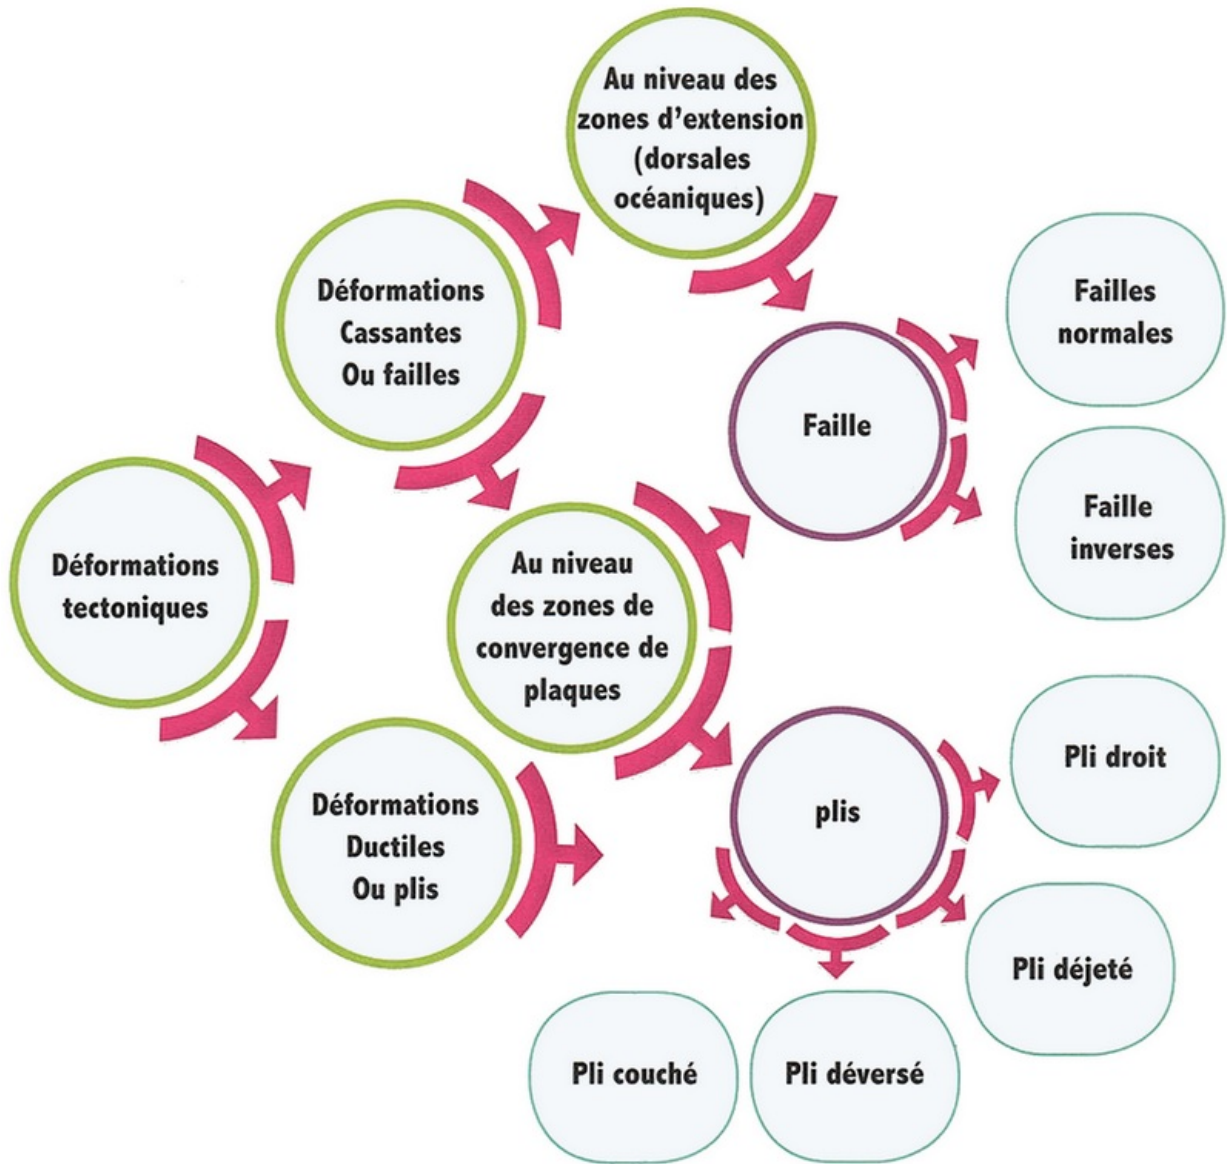 Au niveau des
zones d'extension
(dorsales
océaniques)
Déformations
Cassantes
Ou failles
Failles
normales
Faille
Faille
inverses
Déformations
tectoniques
Au niveau
des zones de
convergence de
plaques
Déformations
Ductiles
Ou plis
plis
Pli droit
Pli déjeté
Pli couché
Pli déversé